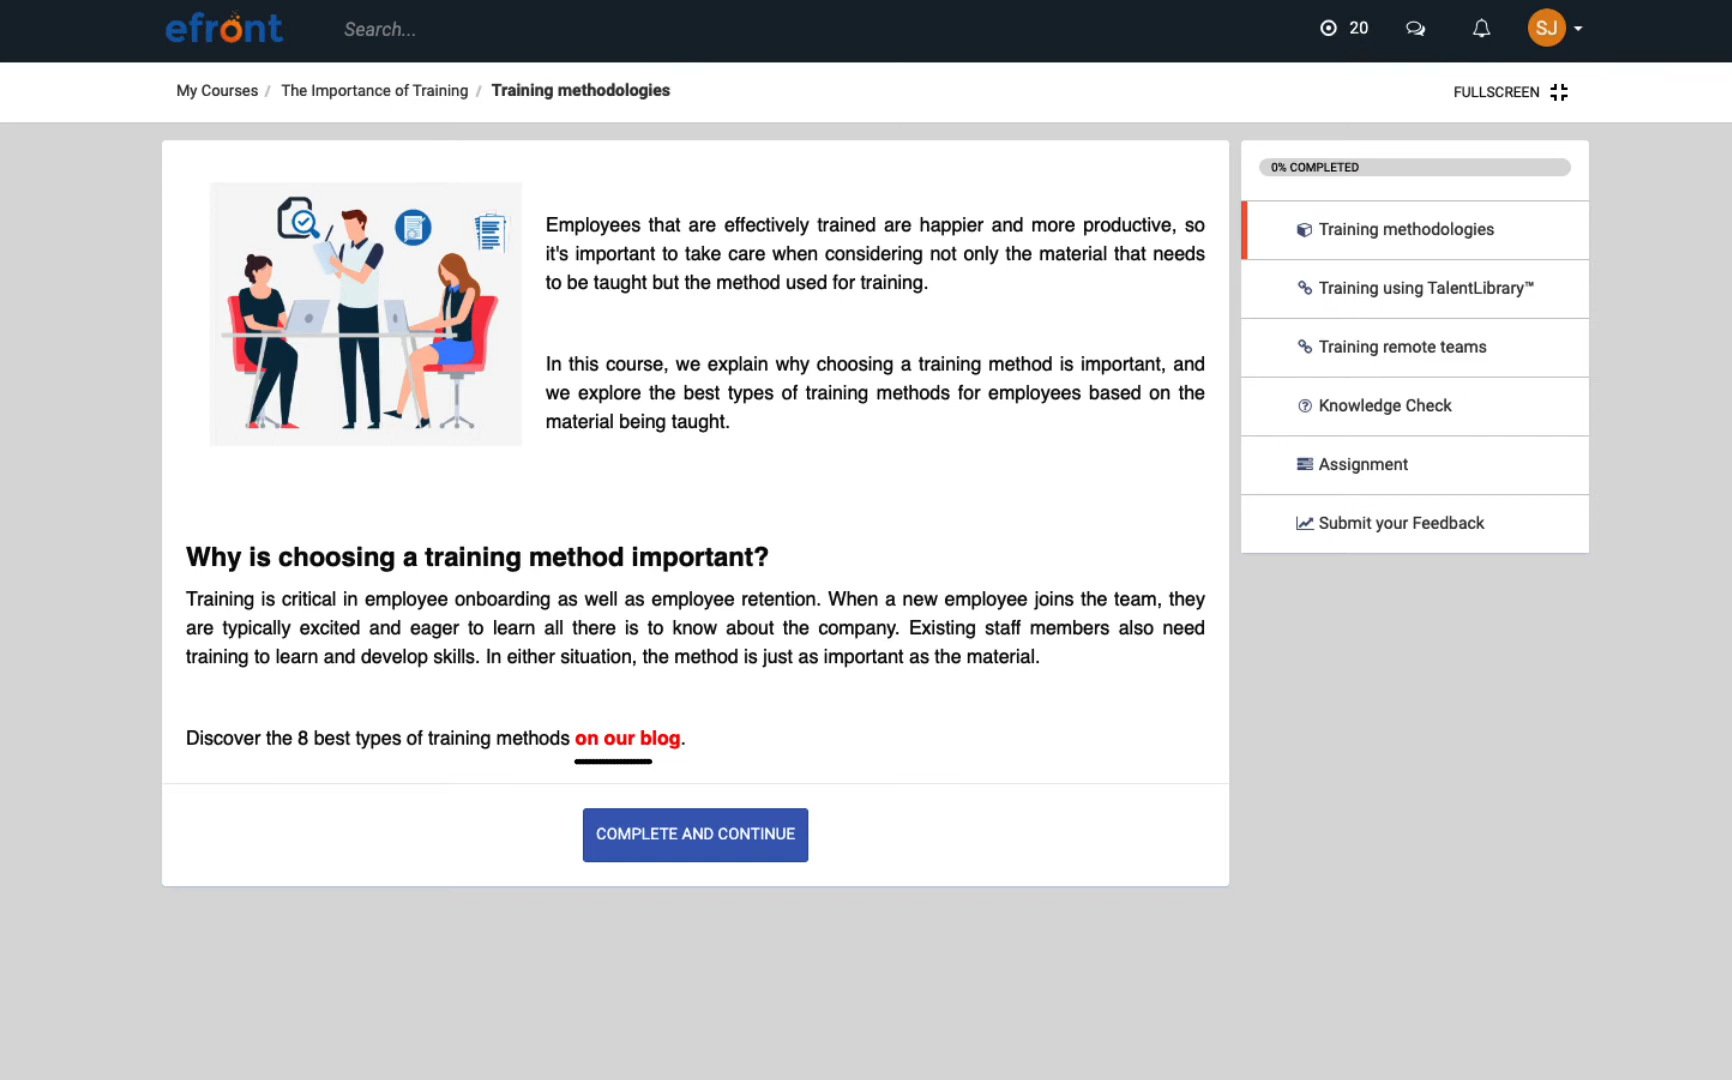 efront
Search...
20
SJ
My Courses / The Importance of Training / Training methodologies
FULLSCREEN
Employees that are effectively trained are happier and more productive, so
it's important to take care when considering not only the material that needs
to be taught but the method used for training.
In this course, we explain why choosing a training method is important, and
we explore the best types of training methods for employees based on the
material being taught.
Why is choosing a training method important?
Training is critical in employee onboarding as well as employee retention. When a new employee joins the team, they
are typically excited and eager to learn all there is to know about the company. Existing staff members also need
training to learn and develop skills. In either situation, the method is just as important as the material.
Discover the 8 best types of training methods on our blog.
COMPLETE AND CONTINUE
0% COMPLETED
Training methodologies
Training using TalentLibrary™
Training remote teams
Knowledge Check
Assignment
Submit your Feedback